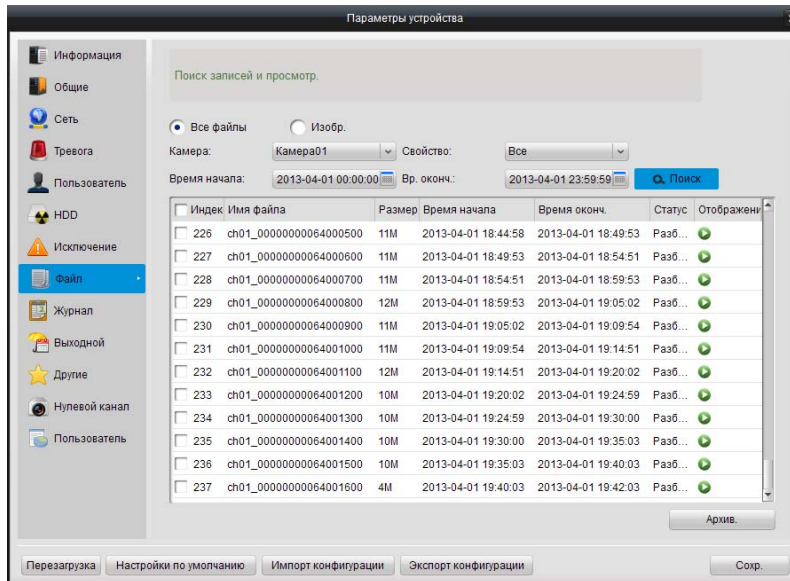 Параметры устройства
Информация
Общие
Сеть
Тревога
Пользователь
HDD
Исключение
Файл
Журнал
Выходной
Другие
Нулевой канал
Пользователь
Поиск записей и просмотр.
Все файлы Изобр.
Камера: Камера01 Свойство: Все
Время начала: 2013-04-01 00:00:00 Вр. оконч.: 2013-04-01 23:59:59 Поиск
Индек Имя файла Размер Время начала Время оконч. Статус Отображени
226 ch01_00000000064000500 11M 2013-04-01 18:44:58 2013-04-01 18:49:53 Разб...
227 ch01_00000000064000600 11M 2013-04-01 18:49:53 2013-04-01 18:54:51 Разб...
228 ch01_00000000064000700 11M 2013-04-01 18:54:51 2013-04-01 18:59:53 Разб...
229 ch01_00000000064000800 12M 2013-04-01 18:59:53 2013-04-01 19:05:02 Разб...
230 ch01_00000000064000900 11M 2013-04-01 19:05:02 2013-04-01 19:09:54 Разб...
231 ch01_00000000064001000 11M 2013-04-01 19:09:54 2013-04-01 19:14:51 Разб...
232 ch01_00000000064001100 12M 2013-04-01 19:14:51 2013-04-01 19:20:02 Разб...
233 ch01_00000000064001200 10M 2013-04-01 19:20:02 2013-04-01 19:24:59 Разб...
234 ch01_00000000064001300 10M 2013-04-01 19:24:59 2013-04-01 19:30:00 Разб...
235 ch01_00000000064001400 10M 2013-04-01 19:30:00 2013-04-01 19:35:03 Разб...
236 ch01_00000000064001500 10M 2013-04-01 19:35:03 2013-04-01 19:40:03 Разб...
237 ch01_00000000064001600 4M 2013-04-01 19:40:03 2013-04-01 19:42:03 Разб...
Архив.
Перезагрузка Настройки по умолчанию Импорт конфигурации Экспорт конфигурации Сохр.